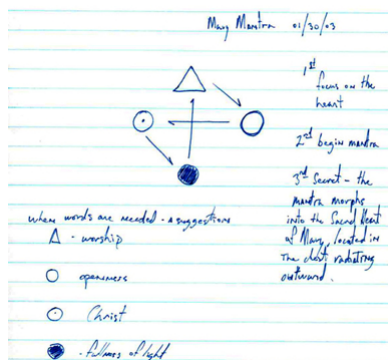 Mary Mantra 01/30/03
1st
focus on the
heart
2nd begin mantra
3rd Secret - the
mantra morphs
into the Sacred Heart
of Mary, located in
the chest radiating
outward.
where words are needed - a suggestions
- worship
openness
Christ
- fullness of light